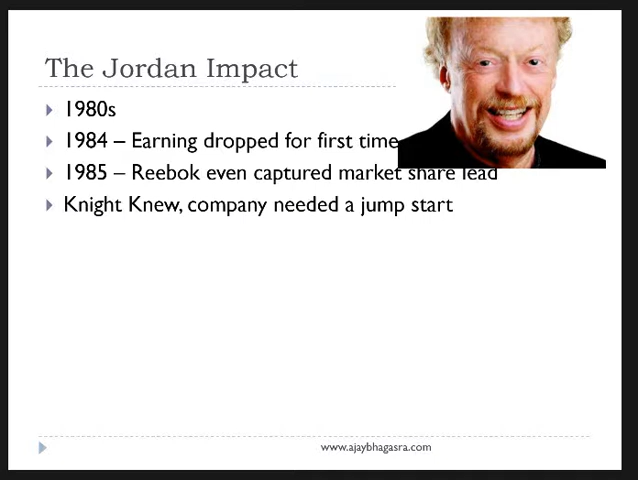 The Jordan Impact
1980s
1984 – Earning dropped for first time
1985 – Reebok even captured market share lead
Knight Knew, company needed a jump start
www.ajaybhagasra.com